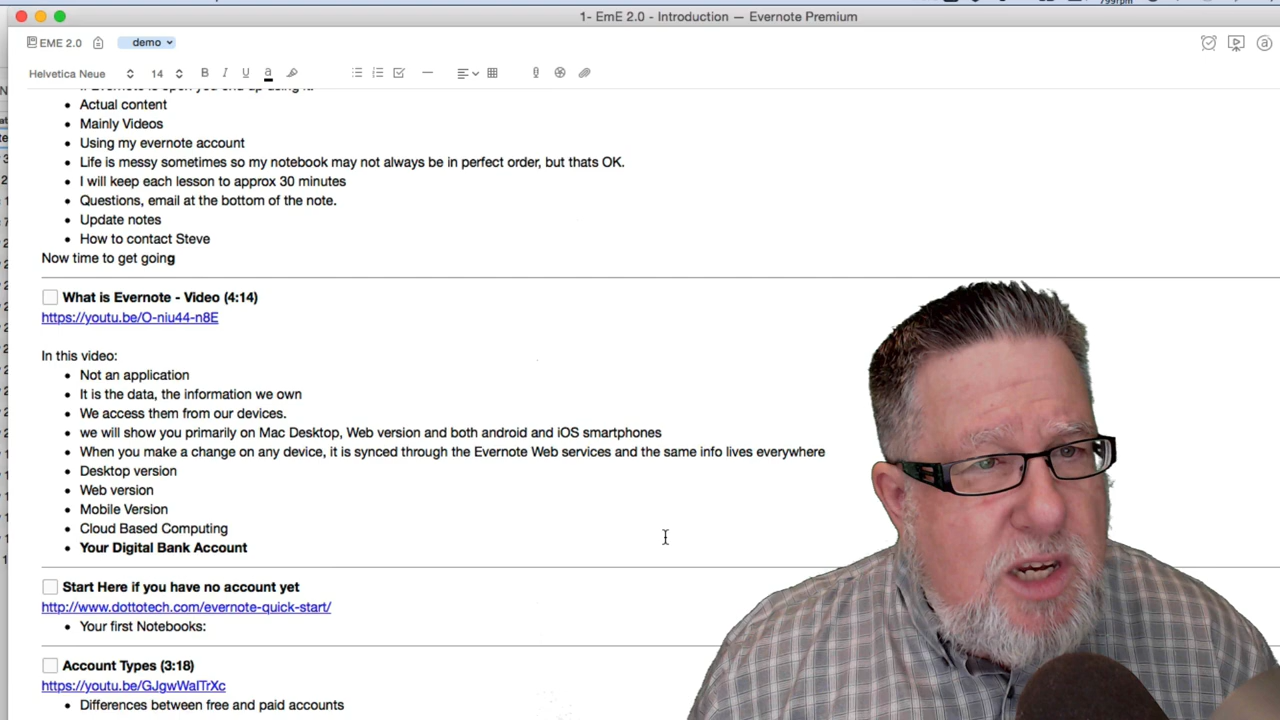 1- EmE 2.0 - Introduction — Evernote Premium
EME 2.0 demo
Helvetica Neue 14 B I U a
Actual content
Mainly Videos
Using my evernote account
Life is messy sometimes so my notebook may not always be in perfect order, but thats OK.
I will keep each lesson to approx 30 minutes
Questions, email at the bottom of the note.
Update notes
How to contact Steve
Now time to get going
What is Evernote - Video (4:14)
https://youtu.be/O-niu44-n8E
In this video:
Not an application
It is the data, the information we own
We access them from our devices.
we will show you primarily on Mac Desktop, Web version and both android and iOS smartphones
When you make a change on any device, it is synced through the Evernote Web services and the same info lives everywhere
Desktop version
Web version
Mobile Version
Cloud Based Computing
Your Digital Bank Account
Start Here if you have no account yet
http://www.dottotech.com/evernote-quick-start/
Your first Notebooks:
Account Types (3:18)
https://youtu.be/GJgwWalTrXc
Differences between free and paid accounts